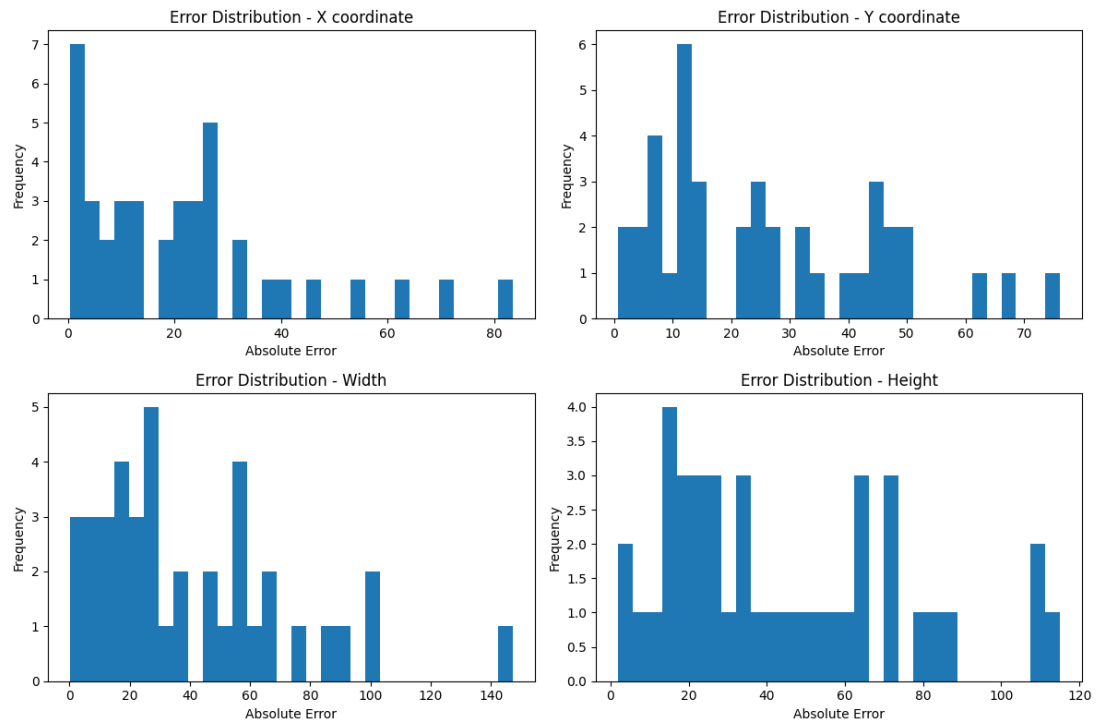 Error Distribution - X coordinate
Frequency
7
6
5
4
3
2
1
0
0 20 40 60 80
Absolute Error
Error Distribution - Y coordinate
Frequency
6
5
4
3
2
1
0
0 10 20 30 40 50 60 70
Absolute Error
Error Distribution - Width
Frequency
5
4
3
2
1
0
0 20 40 60 80 100 120 140
Absolute Error
Error Distribution - Height
Frequency
4.0
3.5
3.0
2.5
2.0
1.5
1.0
0.5
0.0
0 20 40 60 80 100 120
Absolute Error